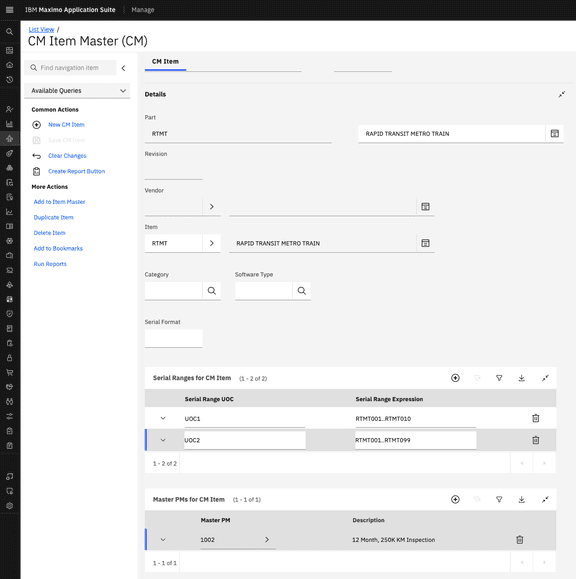 IBM Maximo Application Suite Manage
List View /
CM Item Master (CM)
Find navigation item
Available Queries
Common Actions
New CM Item
Save CM Item
Clear Changes
Create Report Button
More Actions
Add to Item Master
Duplicate Item
Delete Item
Add to Bookmarks
Run Reports
CM Item
Details
Part
RTMT RAPID TRANSIT METRO TRAIN
Revision
Vendor
Item
RTMT RAPID TRANSIT METRO TRAIN
Category Software Type
Serial Format
Serial Ranges for CM Item (1 - 2 of 2)
Serial Range UOC Serial Range Expression
UOC1 RTMT001..RTMT010
UOC2 RTMT001..RTMT099
1 - 2 of 2
Master PMs for CM Item (1 - 1 of 1)
Master PM Description
1002 12 Month, 250K KM Inspection
1 - 1 of 1